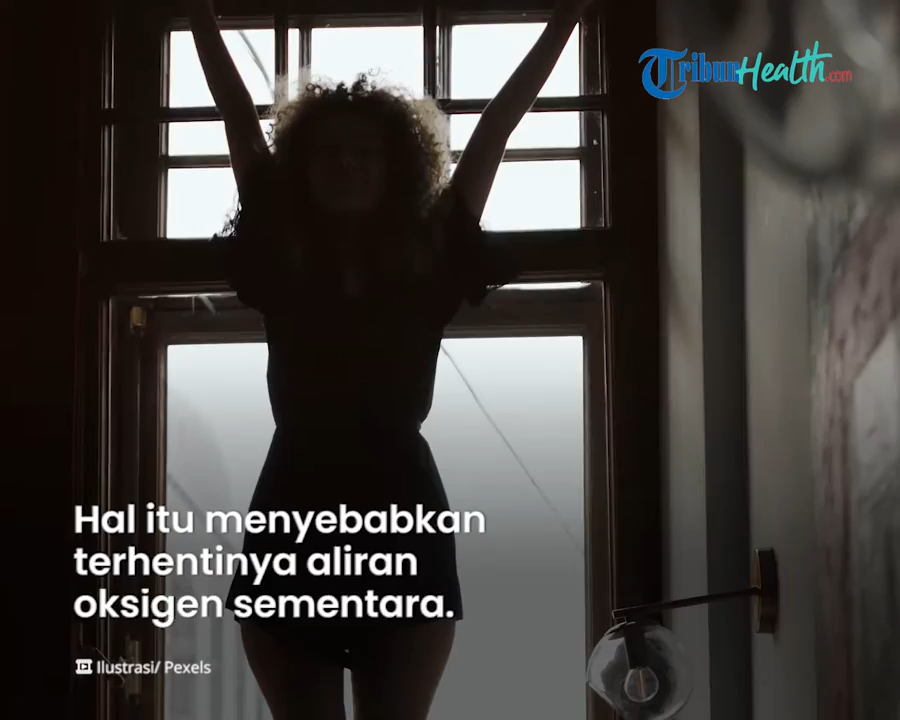 TribunHealth.com
Hal itu menyebabkan
terhentinya aliran
oksigen sementara.
Ilustrasi/ Pexels